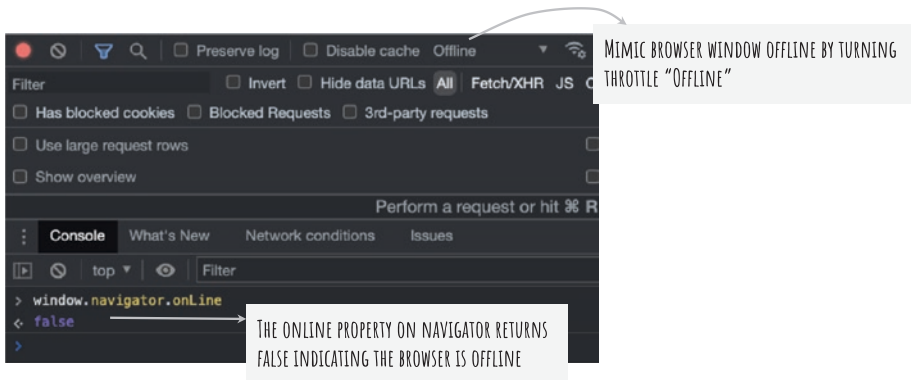 Preserve log Disable cache Offline
MIMIC BROWSER WINDOW OFFLINE BY TURNING
THROTTLE "OFFLINE"
Filter Invert Hide data URLs All Fetch/XHR JS
Has blocked cookies Blocked Requests 3rd-party requests
Use large request rows
Show overview
Perform a request or hit ⌘ R
Console What's New Network conditions Issues
top ▼ Filter
> window.navigator.onLine
false
>
THE ONLINE PROPERTY ON NAVIGATOR RETURNS
FALSE INDICATING THE BROWSER IS OFFLINE